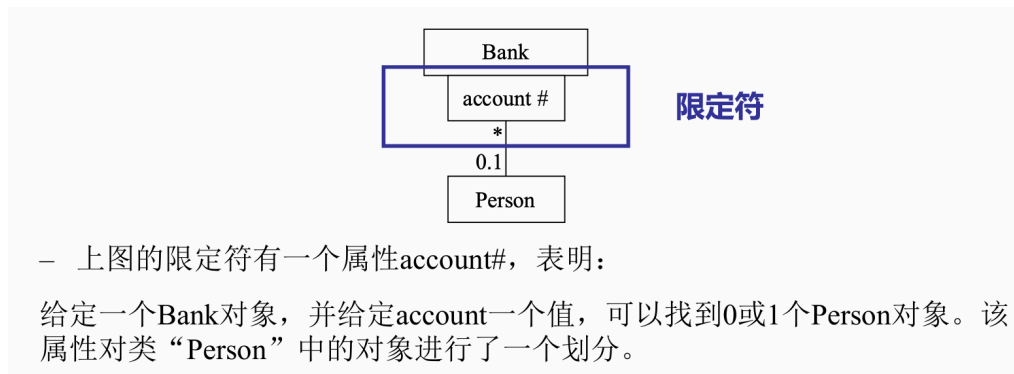 Bank
account #
限定符
*
0.1
Person
– 上图的限定符有一个属性account#，表明：
给定一个Bank对象，并给定account一个值，可以找到0或1个Person对象。该
属性对类“Person”中的对象进行了一个划分。